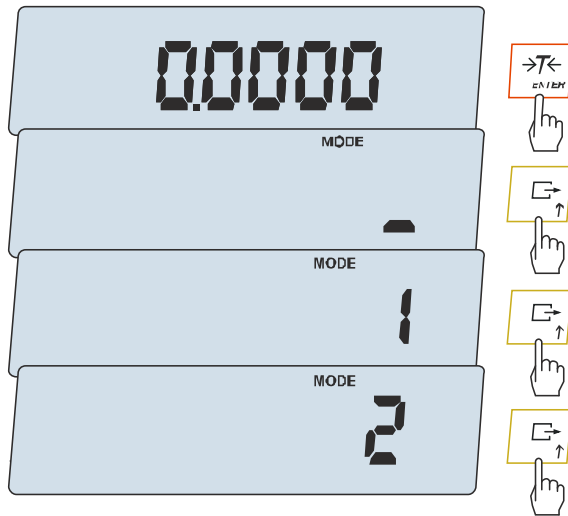 0.0000
→T←
ENTER
MODE
-
MODE
1
MODE
2